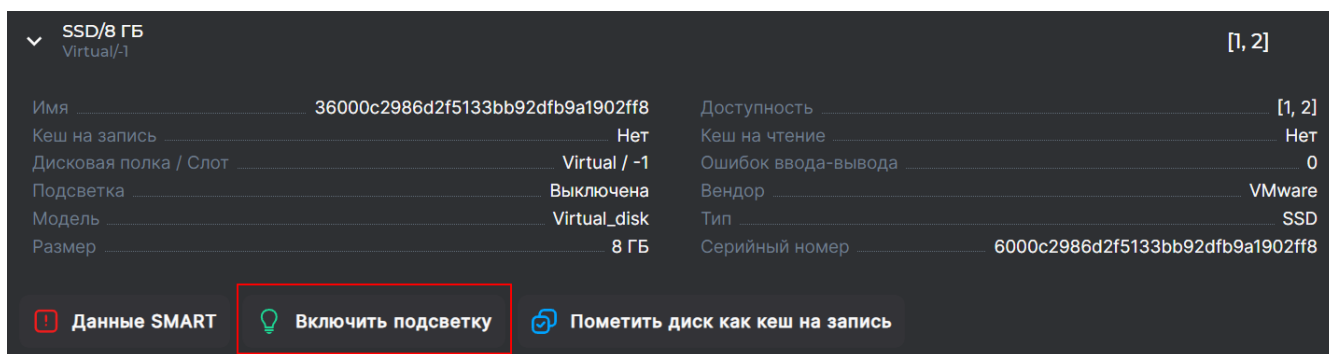 SSD/8 ГБ
Virtual/-1
[1, 2]
Имя 36000c2986d2f5133bb92dfb9a1902ff8
Доступность [1, 2]
Кеш на запись Нет
Кеш на чтение Нет
Дисковая полка / Слот Virtual / -1
Ошибок ввода-вывода 0
Подсветка Выключена
Вендор VMware
Модель Virtual_disk
Тип SSD
Размер 8 ГБ
Серийный номер 6000c2986d2f5133bb92dfb9a1902ff8
Данные SMART
Включить подсветку
Пометить диск как кеш на запись